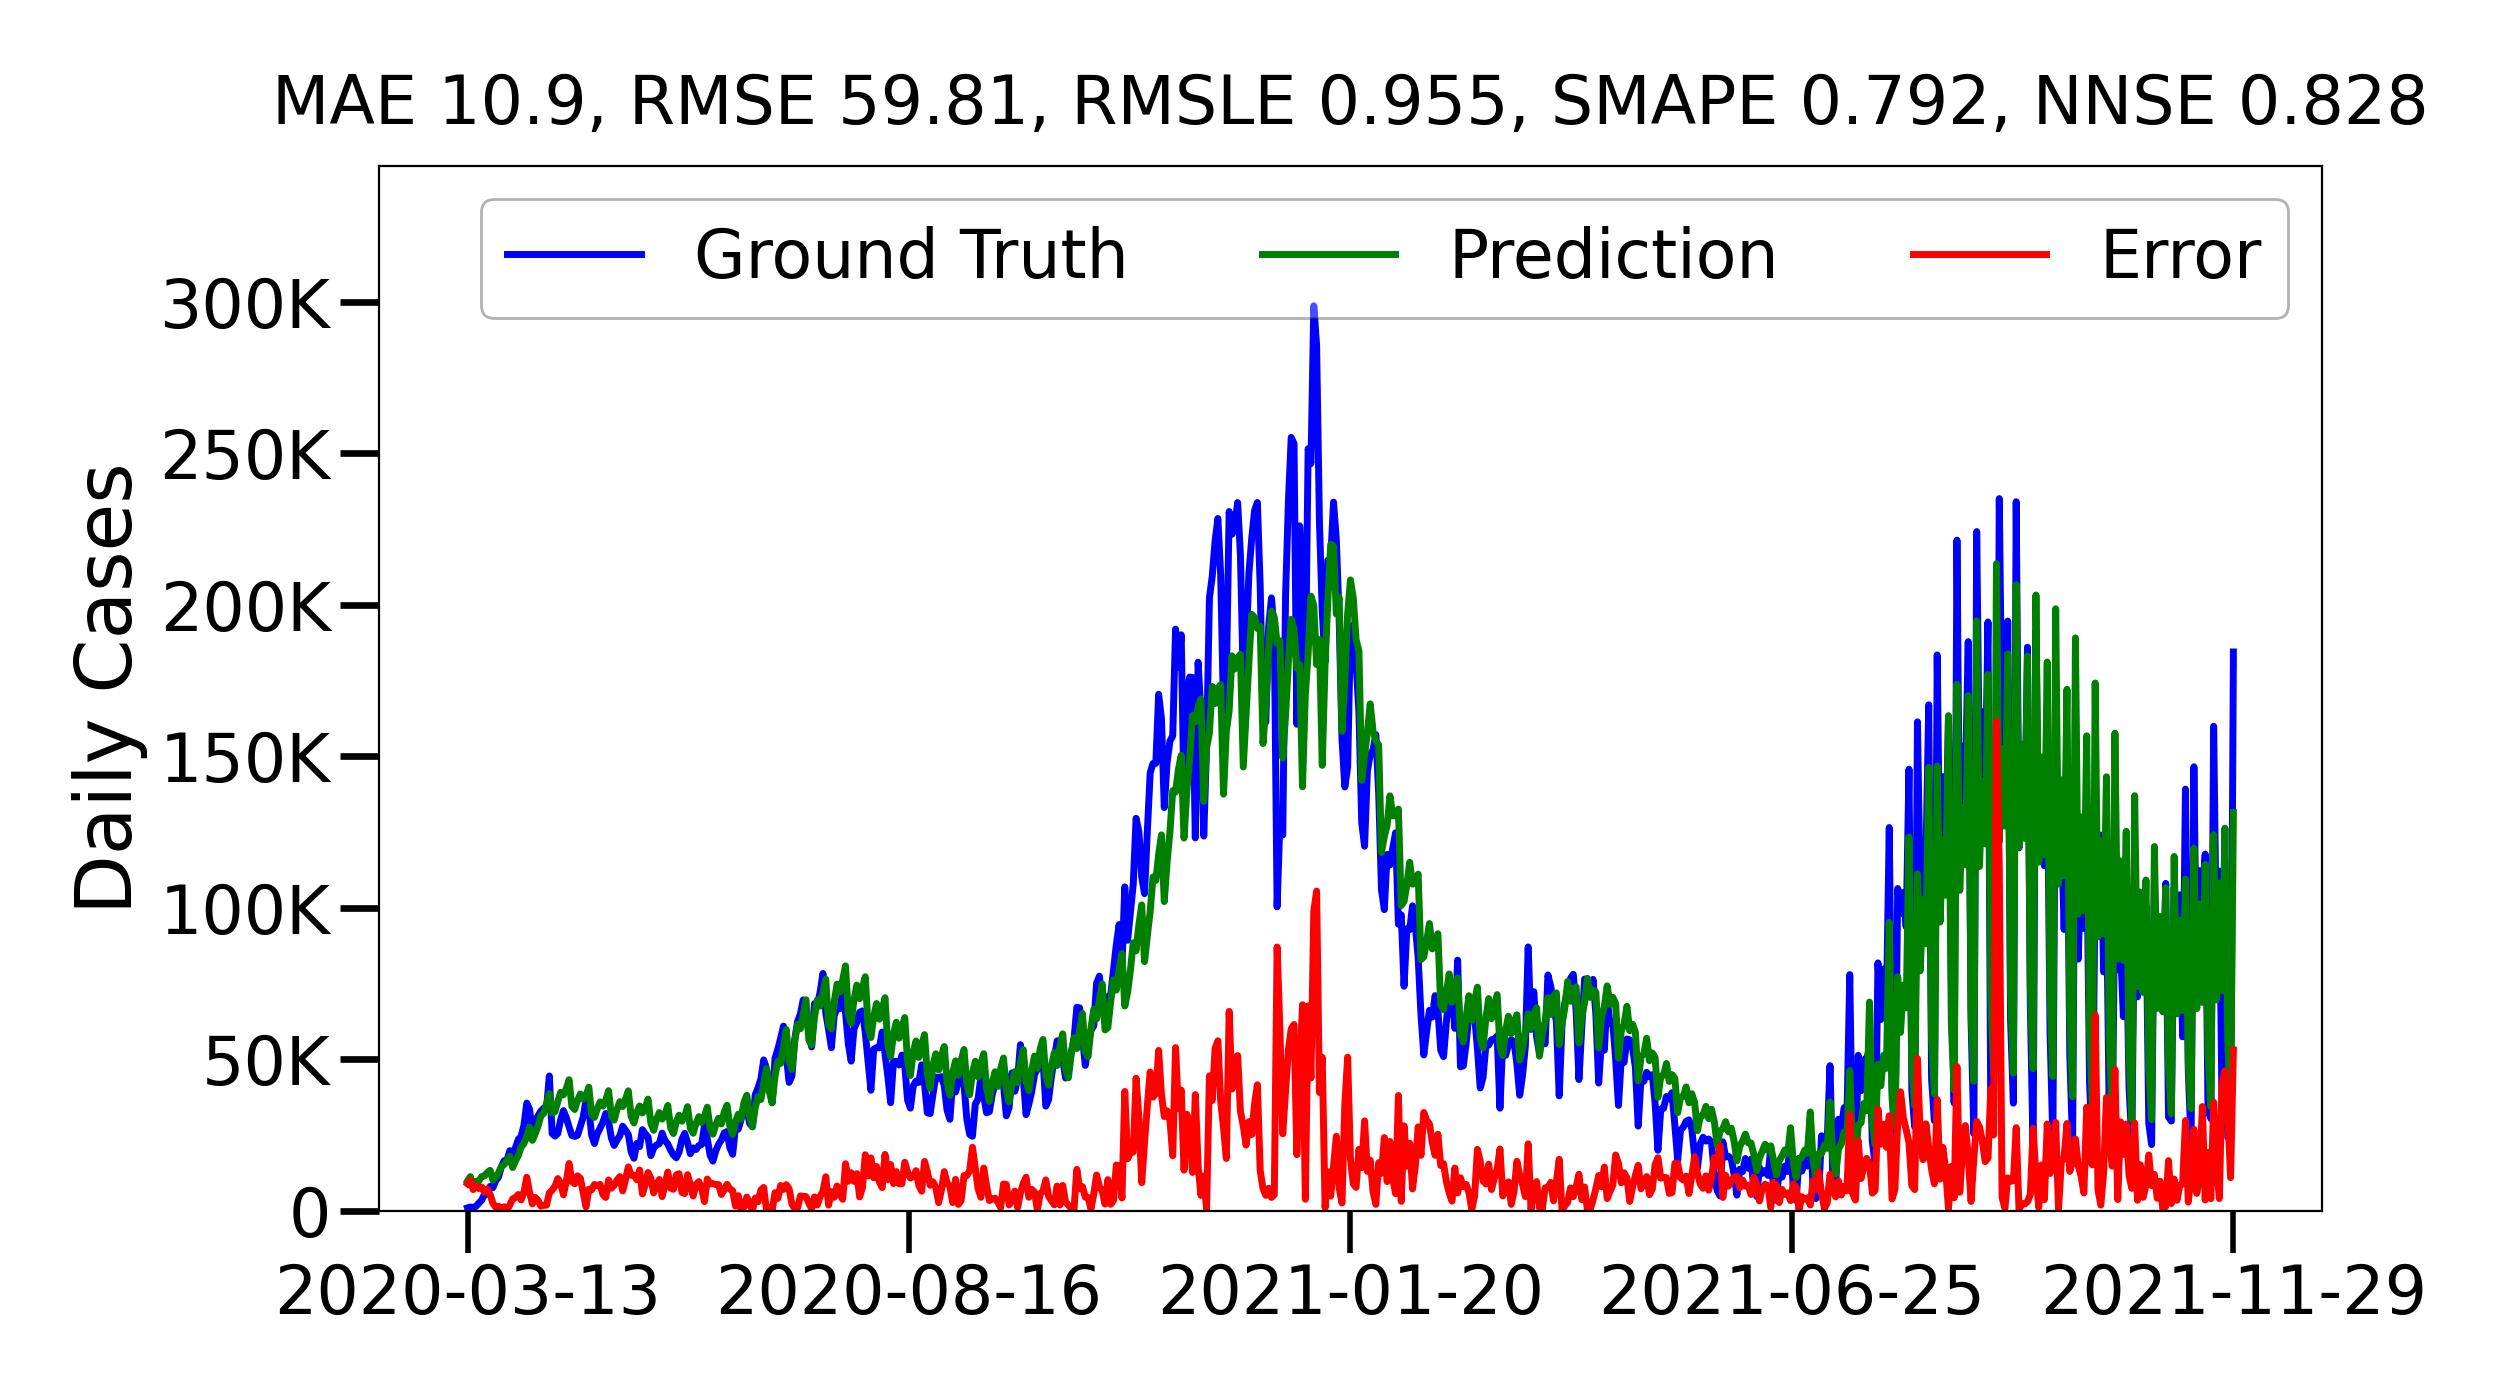 MAE 10.9, RMSE 59.81, RMSLE 0.955, SMAPE 0.792, NNSE 0.828
Ground Truth Prediction Error
Daily Cases
300K
250K
200K
150K
100K
50K
0
2020-03-13 2020-08-16 2021-01-20 2021-06-25 2021-11-29